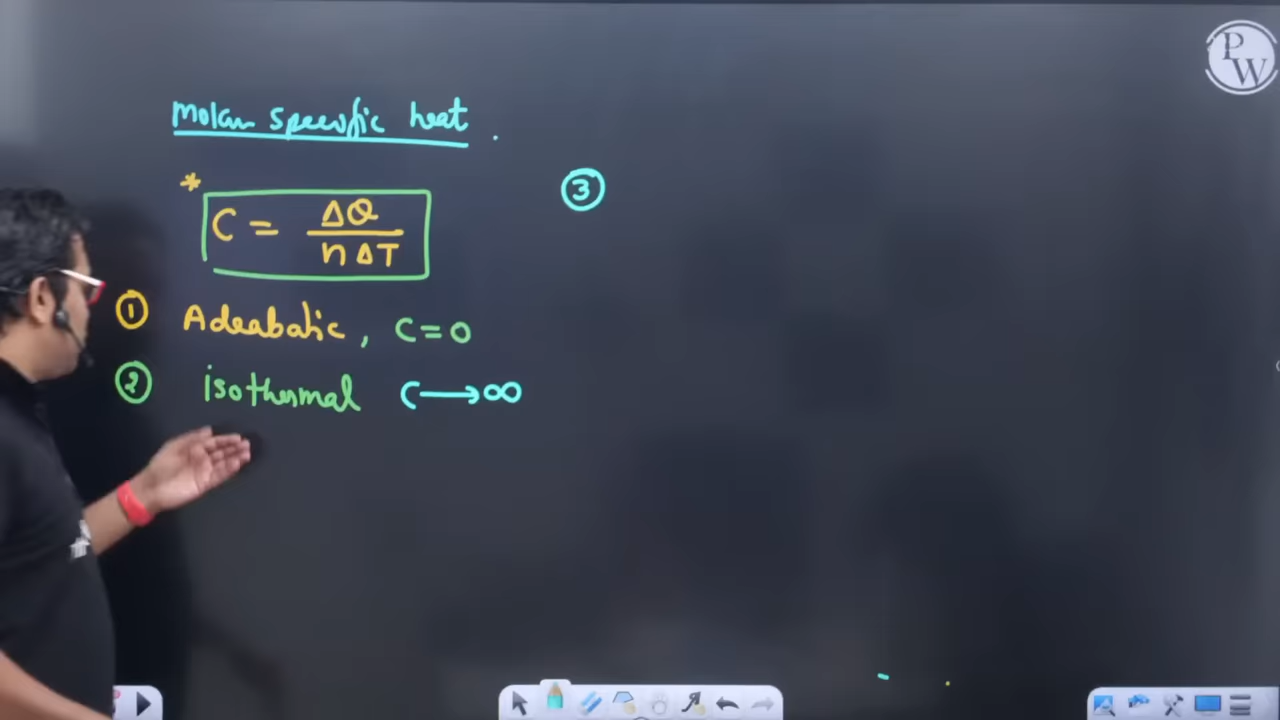 Molar specific heat .
* C = ΔQ / nΔT
① Adeabatic, C = 0
② isothermal C ⟶ ∞
③
PW